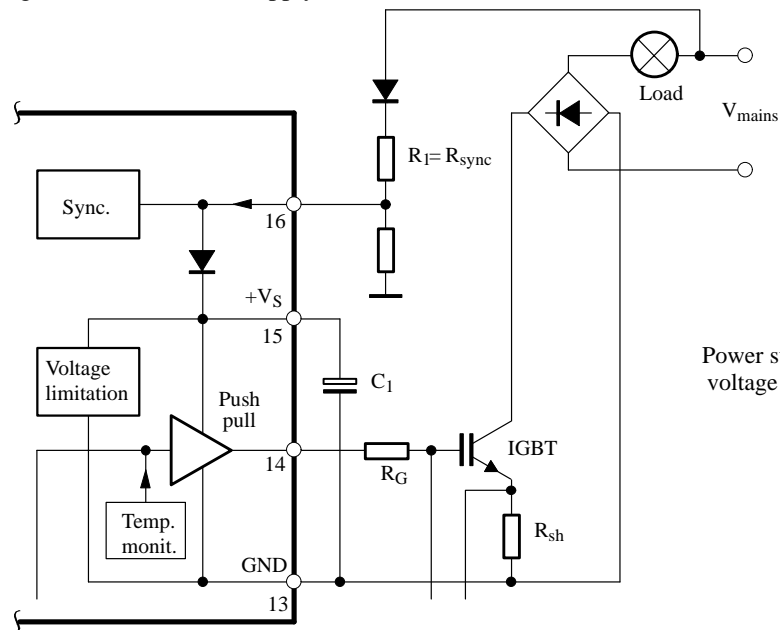 Load
V_mains
R_1= R_sync
Sync.
16
+V_S
15
Voltage
limitation
C_1
Power s
voltage
Push
pull
IGBT
14
R_G
Temp.
monit.
R_sh
GND
13